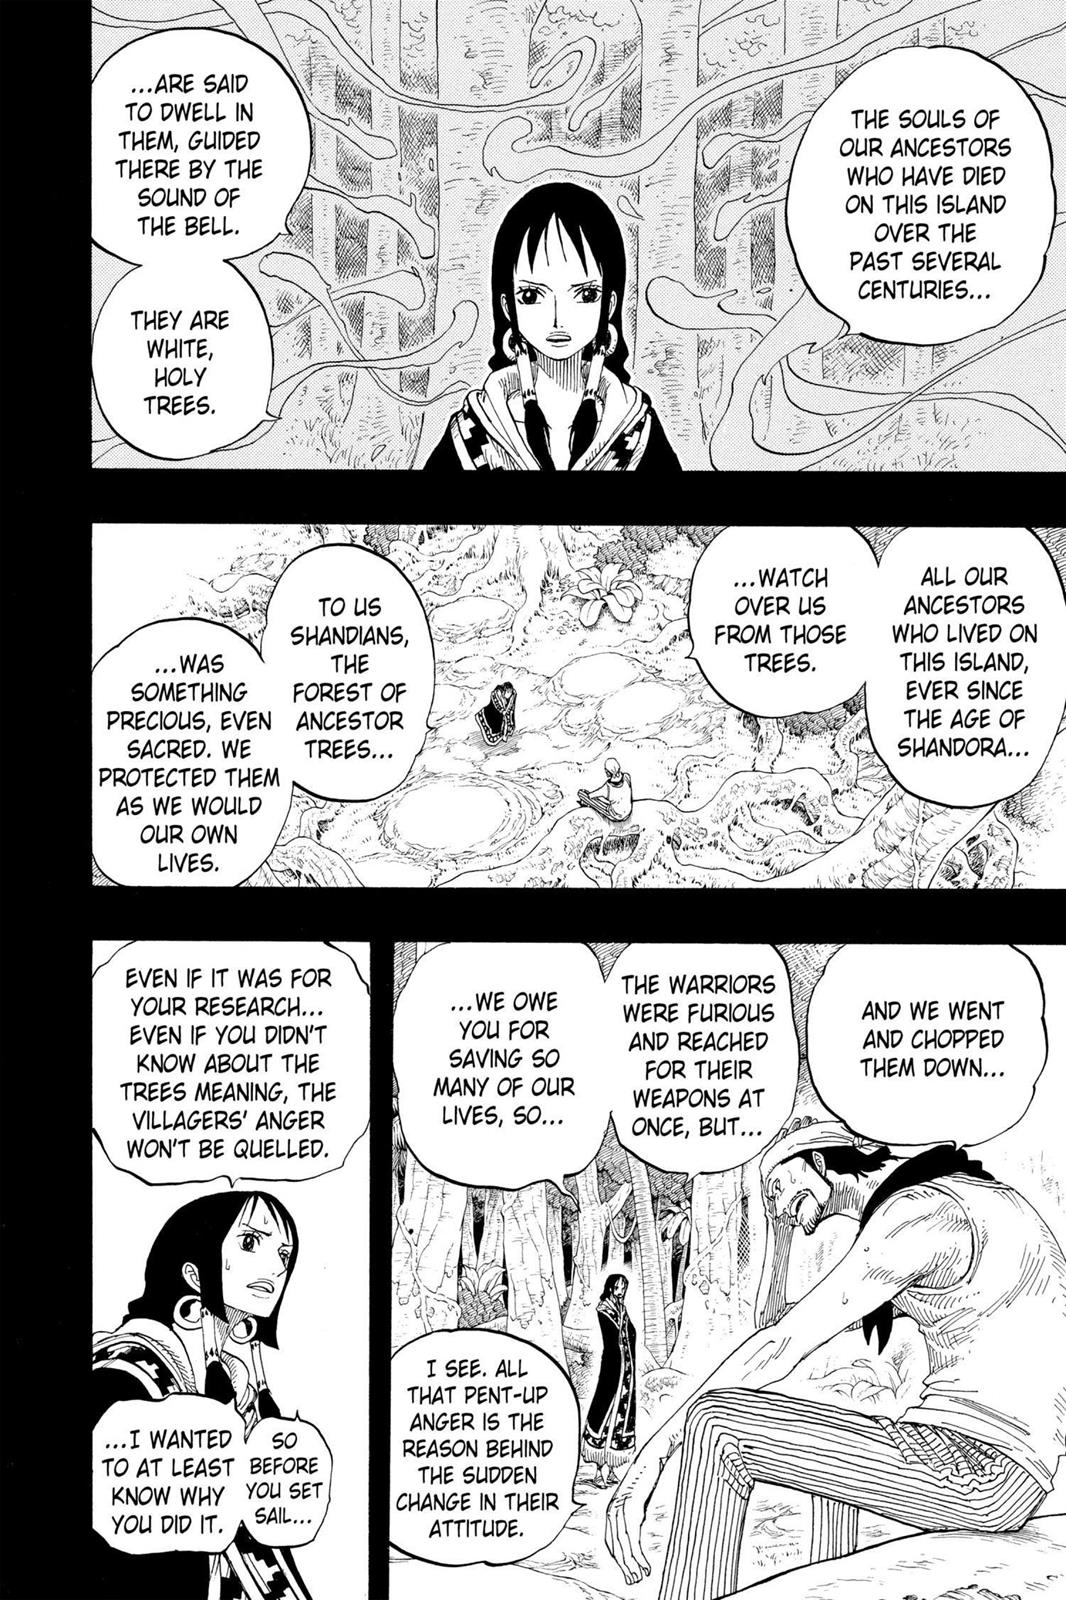 THE SOULS OF
OUR ANCESTORS
WHO HAVE DIED
ON THIS ISLAND
OVER THE
PAST SEVERAL
CENTURIES...
...ARE SAID
TO DWELL IN
THEM, GUIDED
THERE BY THE
SOUND OF
THE BELL.
THEY ARE
WHITE,
HOLY
TREES.
ALL OUR
ANCESTORS
WHO LIVED ON
THIS ISLAND,
EVER SINCE
THE AGE OF
SHANDORA...
...WATCH
OVER US
FROM THOSE
TREES.
TO US
SHANDIANS,
THE
FOREST OF
ANCESTOR
TREES...
...WAS
SOMETHING
PRECIOUS, EVEN
SACRED. WE
PROTECTED THEM
AS WE WOULD
OUR OWN
LIVES.
AND WE WENT
AND CHOPPED
THEM DOWN...
THE WARRIORS
WERE FURIOUS
AND REACHED
FOR THEIR
WEAPONS AT
ONCE, BUT...
...WE OWE
YOU FOR
SAVING SO
MANY OF OUR
LIVES, SO...
I SEE. ALL
THAT PENT-UP
ANGER IS THE
REASON BEHIND
THE SUDDEN
CHANGE IN THEIR
ATTITUDE.
EVEN IF IT WAS FOR
YOUR RESEARCH...
EVEN IF YOU DIDN'T
KNOW ABOUT THE
TREES MEANING, THE
VILLAGERS' ANGER
WON'T BE QUELLED.
SO
BEFORE
YOU SET
SAIL...
...I WANTED
TO AT LEAST
KNOW WHY
YOU DID IT.